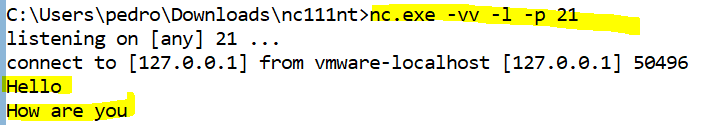 C:\Users\pedro\Downloads\nc111nt>nc.exe -vv -l -p 21
listening on [any] 21 ...
connect to [127.0.0.1] from vmware-localhost [127.0.0.1] 50496
Hello
How are you